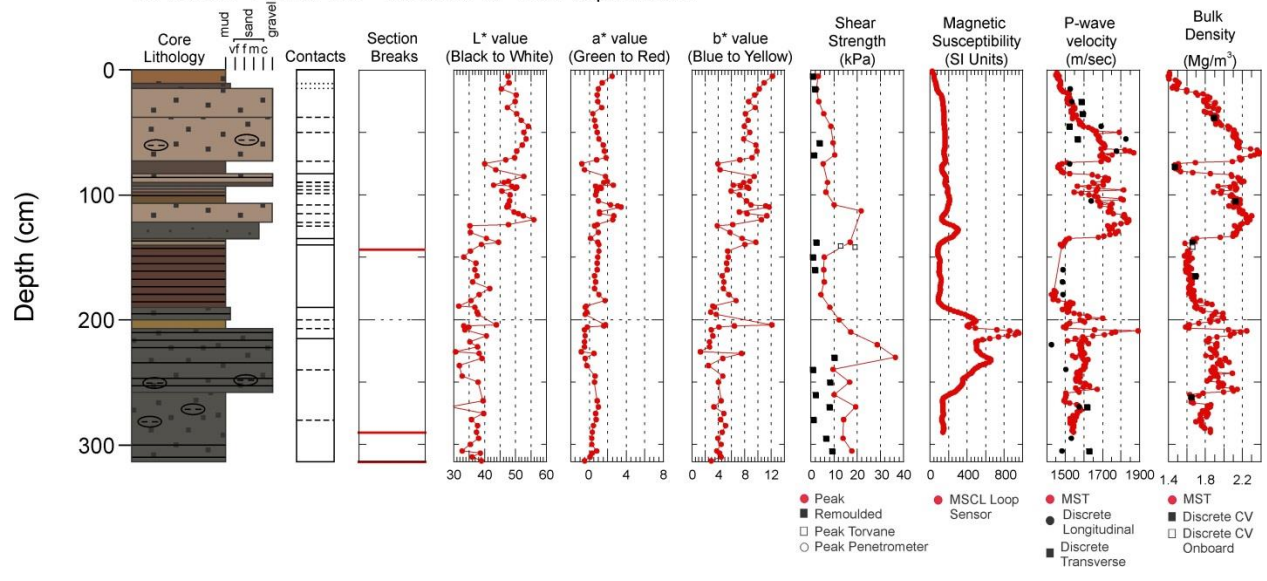 mud
sand
gravel
vf f m c
Core
Lithology
Contacts
Section
Breaks
L* value
(Black to White)
a* value
(Green to Red)
b* value
(Blue to Yellow)
Shear
Strength
(kPa)
Magnetic
Susceptibility
(SI Units)
P-wave
velocity
(m/sec)
Bulk
Density
(Mg/m³)
Depth (cm)
0
100
200
300
30 40 50 60
0 4 8
0 4 8 12
0 10 20 30 40
0 200 400 600 800 1000
1500 1700 1900
1.4 1.8 2.2
Peak
Remoulded
Peak Torvane
Peak Penetrometer
MSCL Loop
Sensor
MST
Discrete
Longitudinal
Discrete
Transverse
MST
Discrete CV
Discrete CV
Onboard